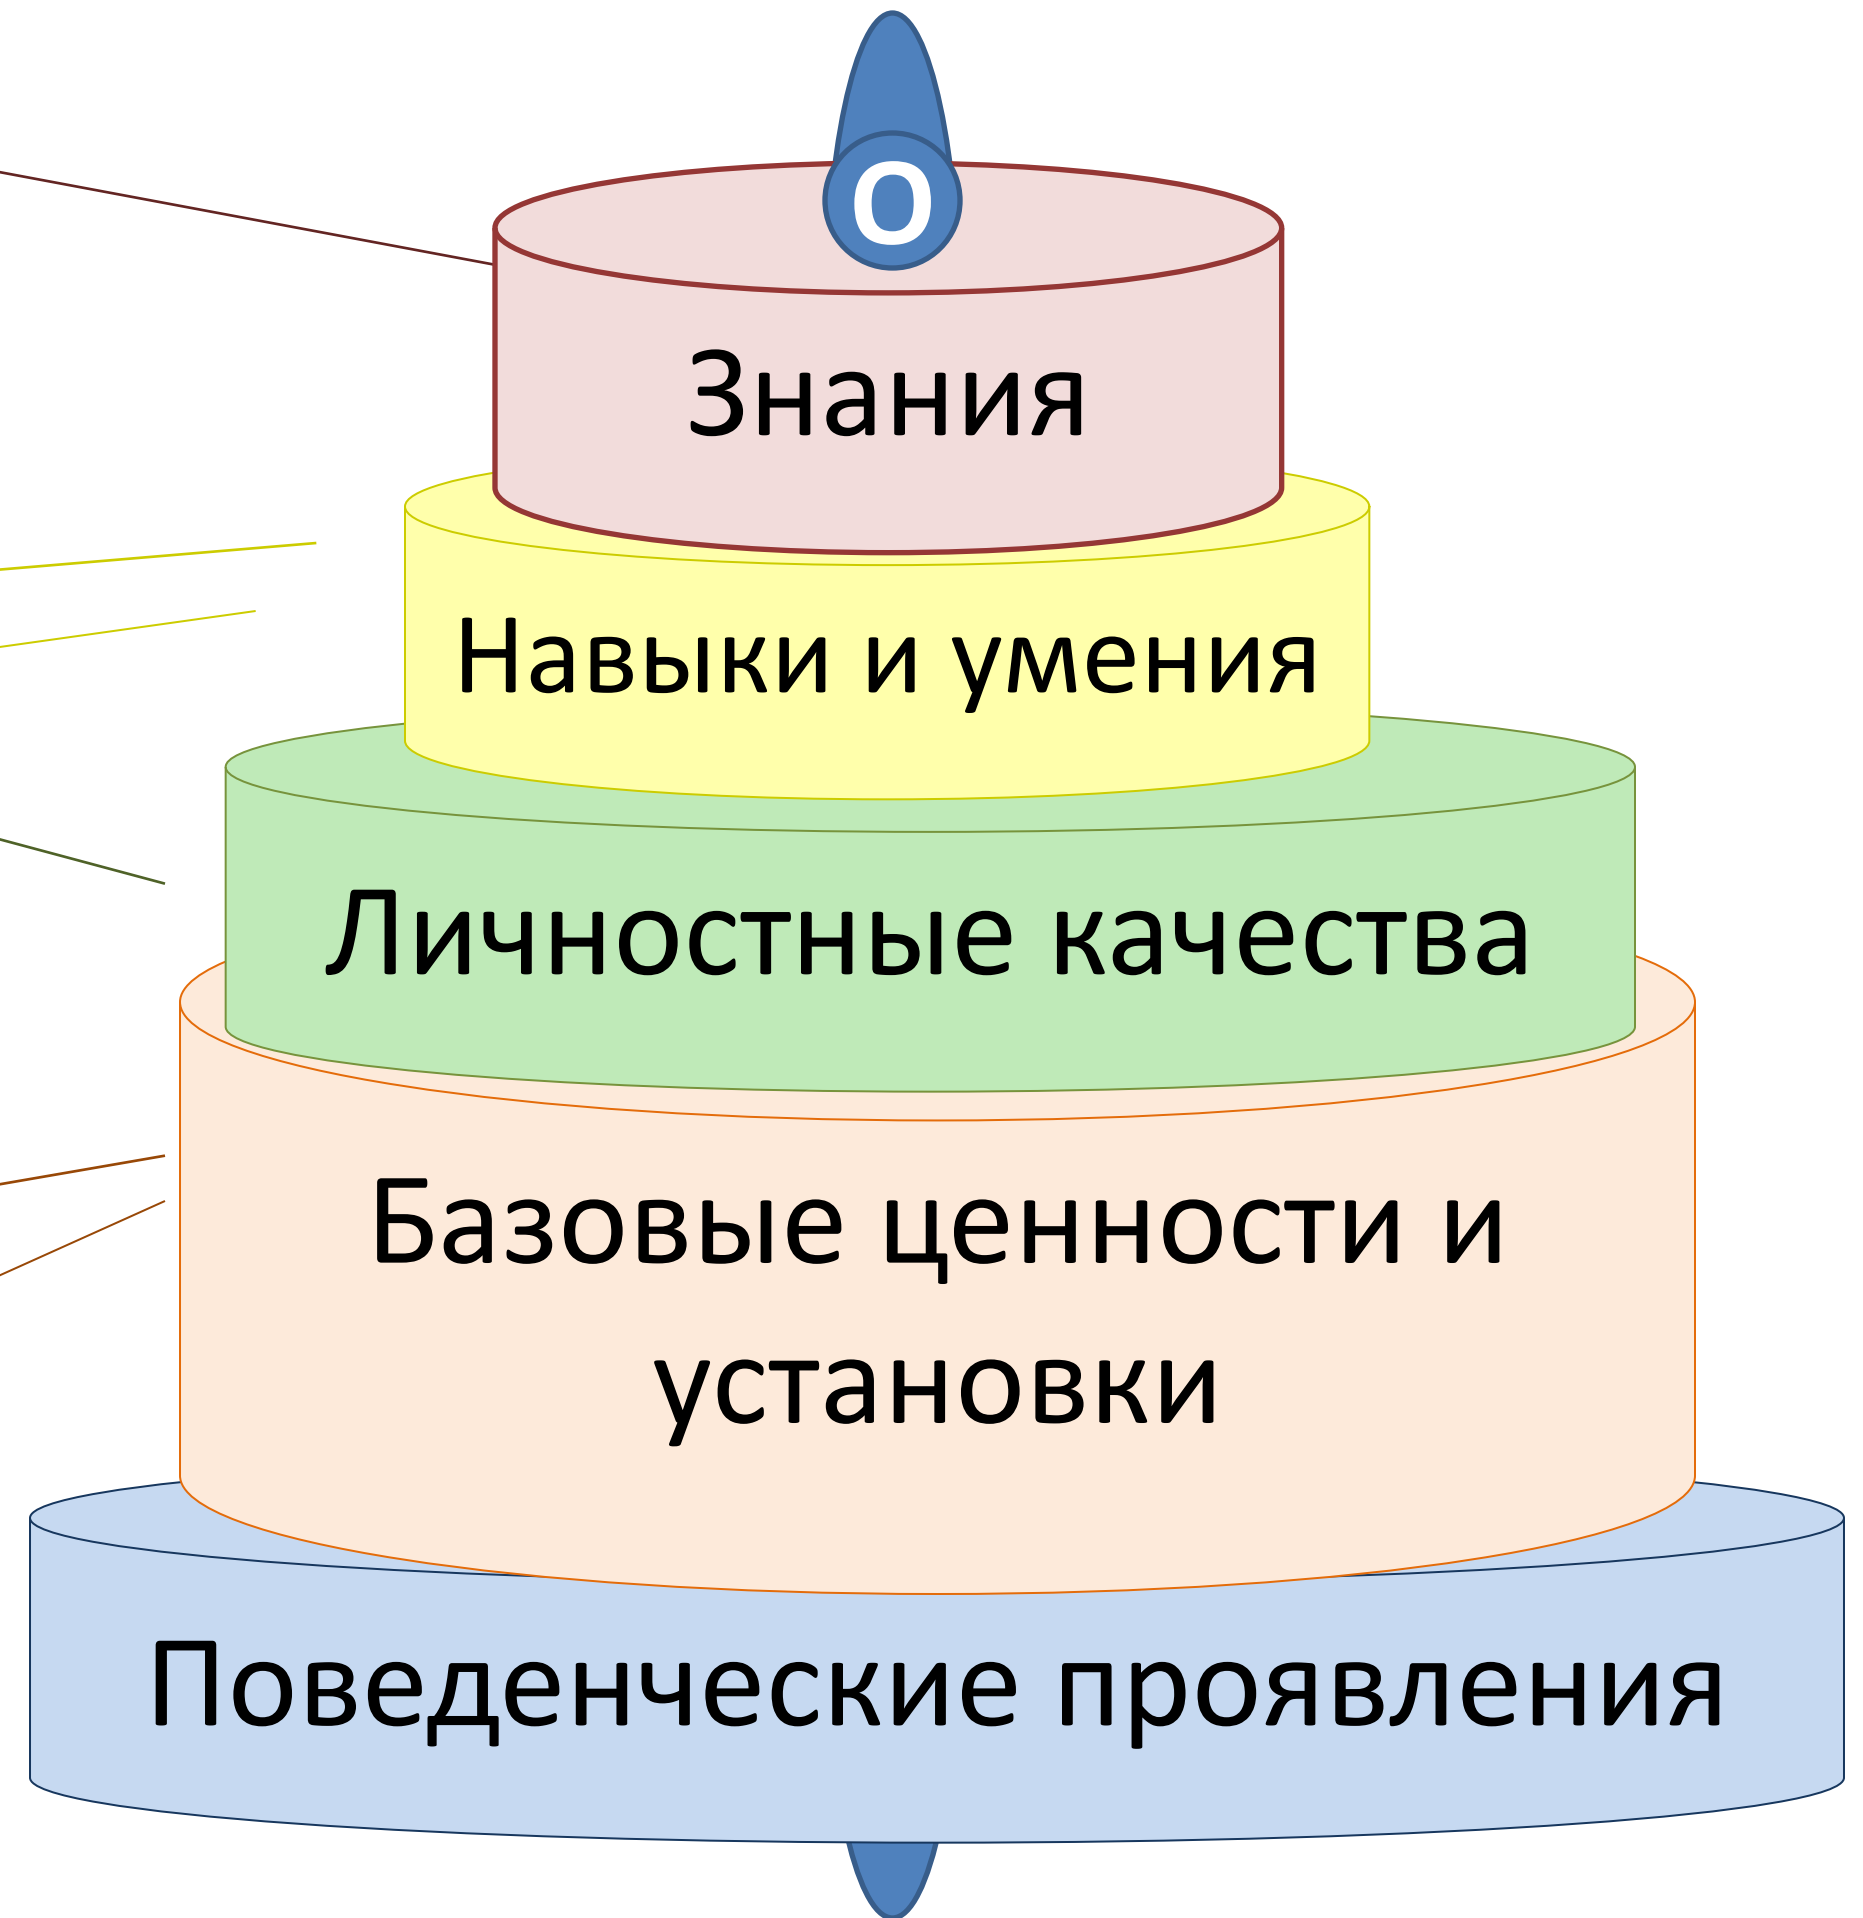 О
Знания
Навыки и умения
Личностные качества
Базовые ценности и
установки
Поведенческие проявления